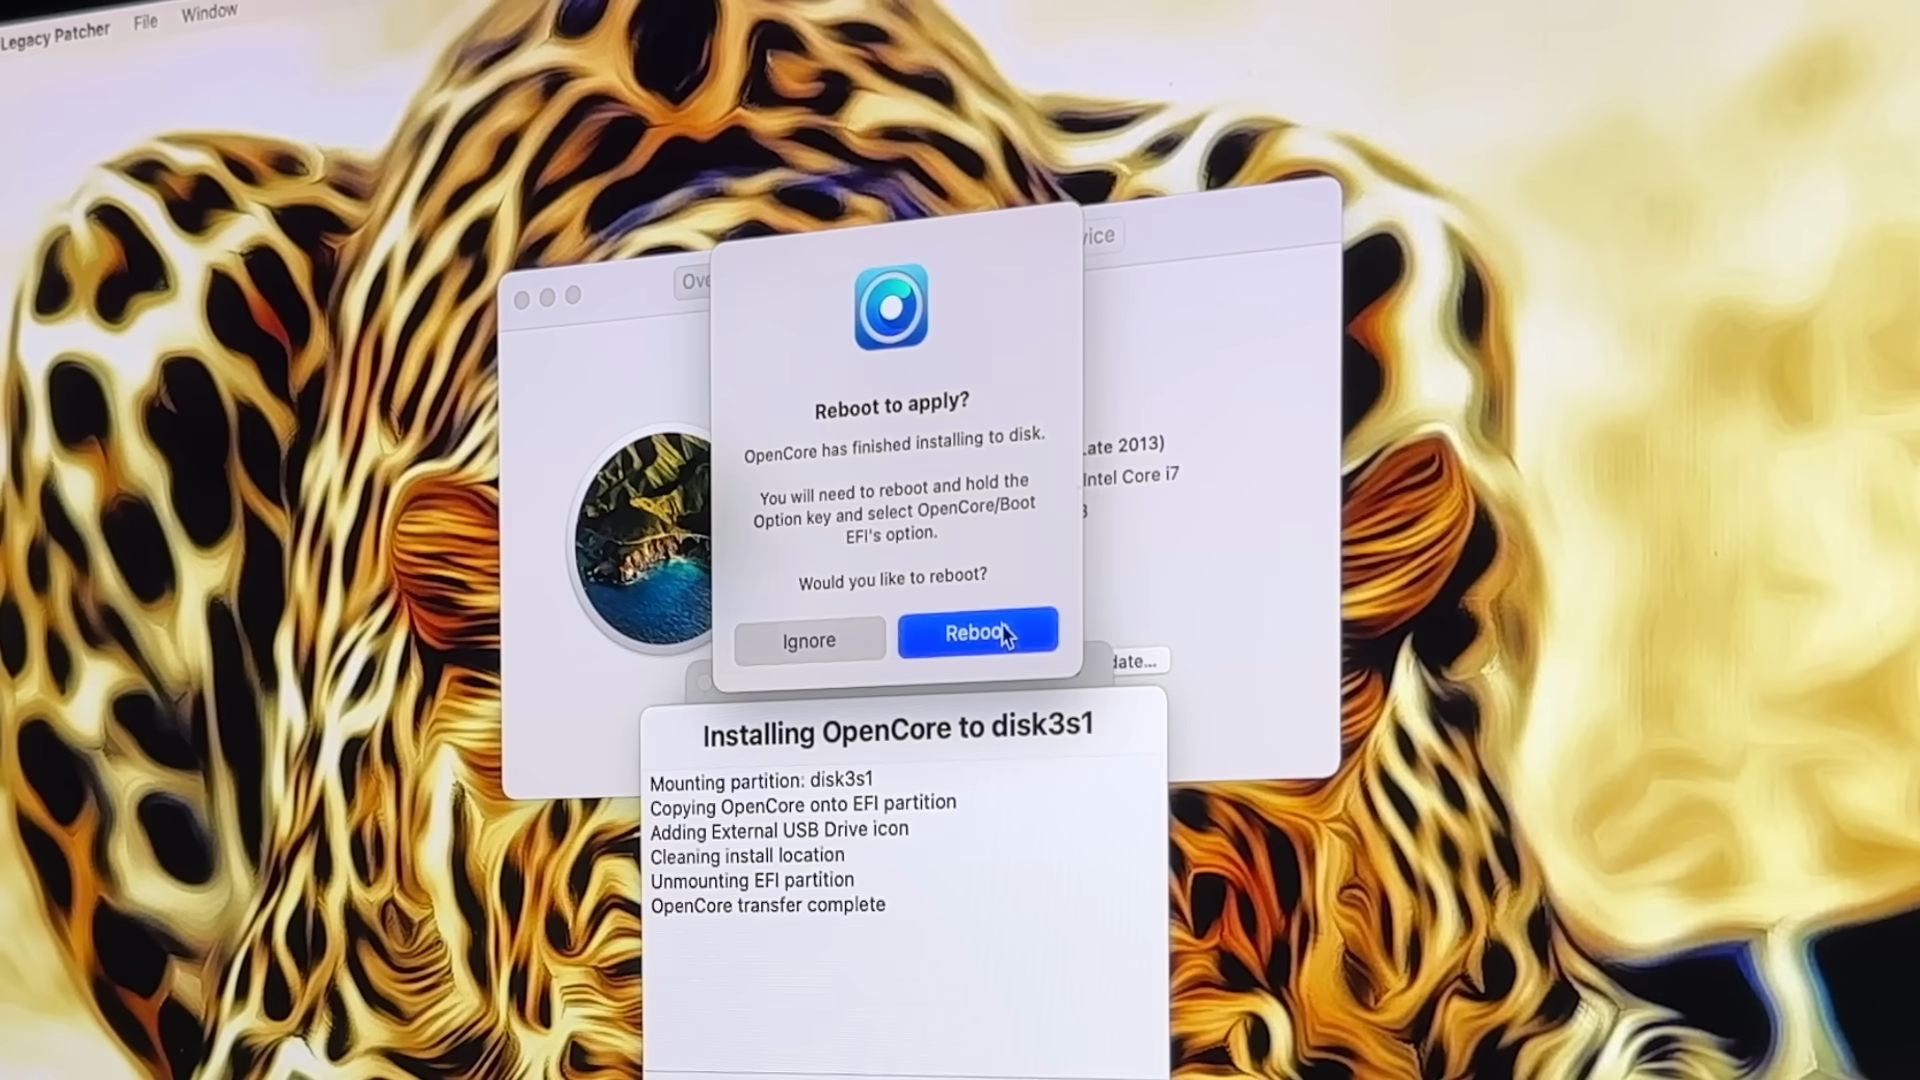 Legacy Patcher File Window
Reboot to apply?
OpenCore has finished installing to disk.
You will need to reboot and hold the
Option key and select OpenCore/Boot
EFI's option.
Would you like to reboot?
Ignore
Reboot
2013)
Intel Core i7
Installing OpenCore to disk3s1
Mounting partition: disk3s1
Copying OpenCore onto EFI partition
Adding External USB Drive icon
Cleaning install location
Unmounting EFI partition
OpenCore transfer complete